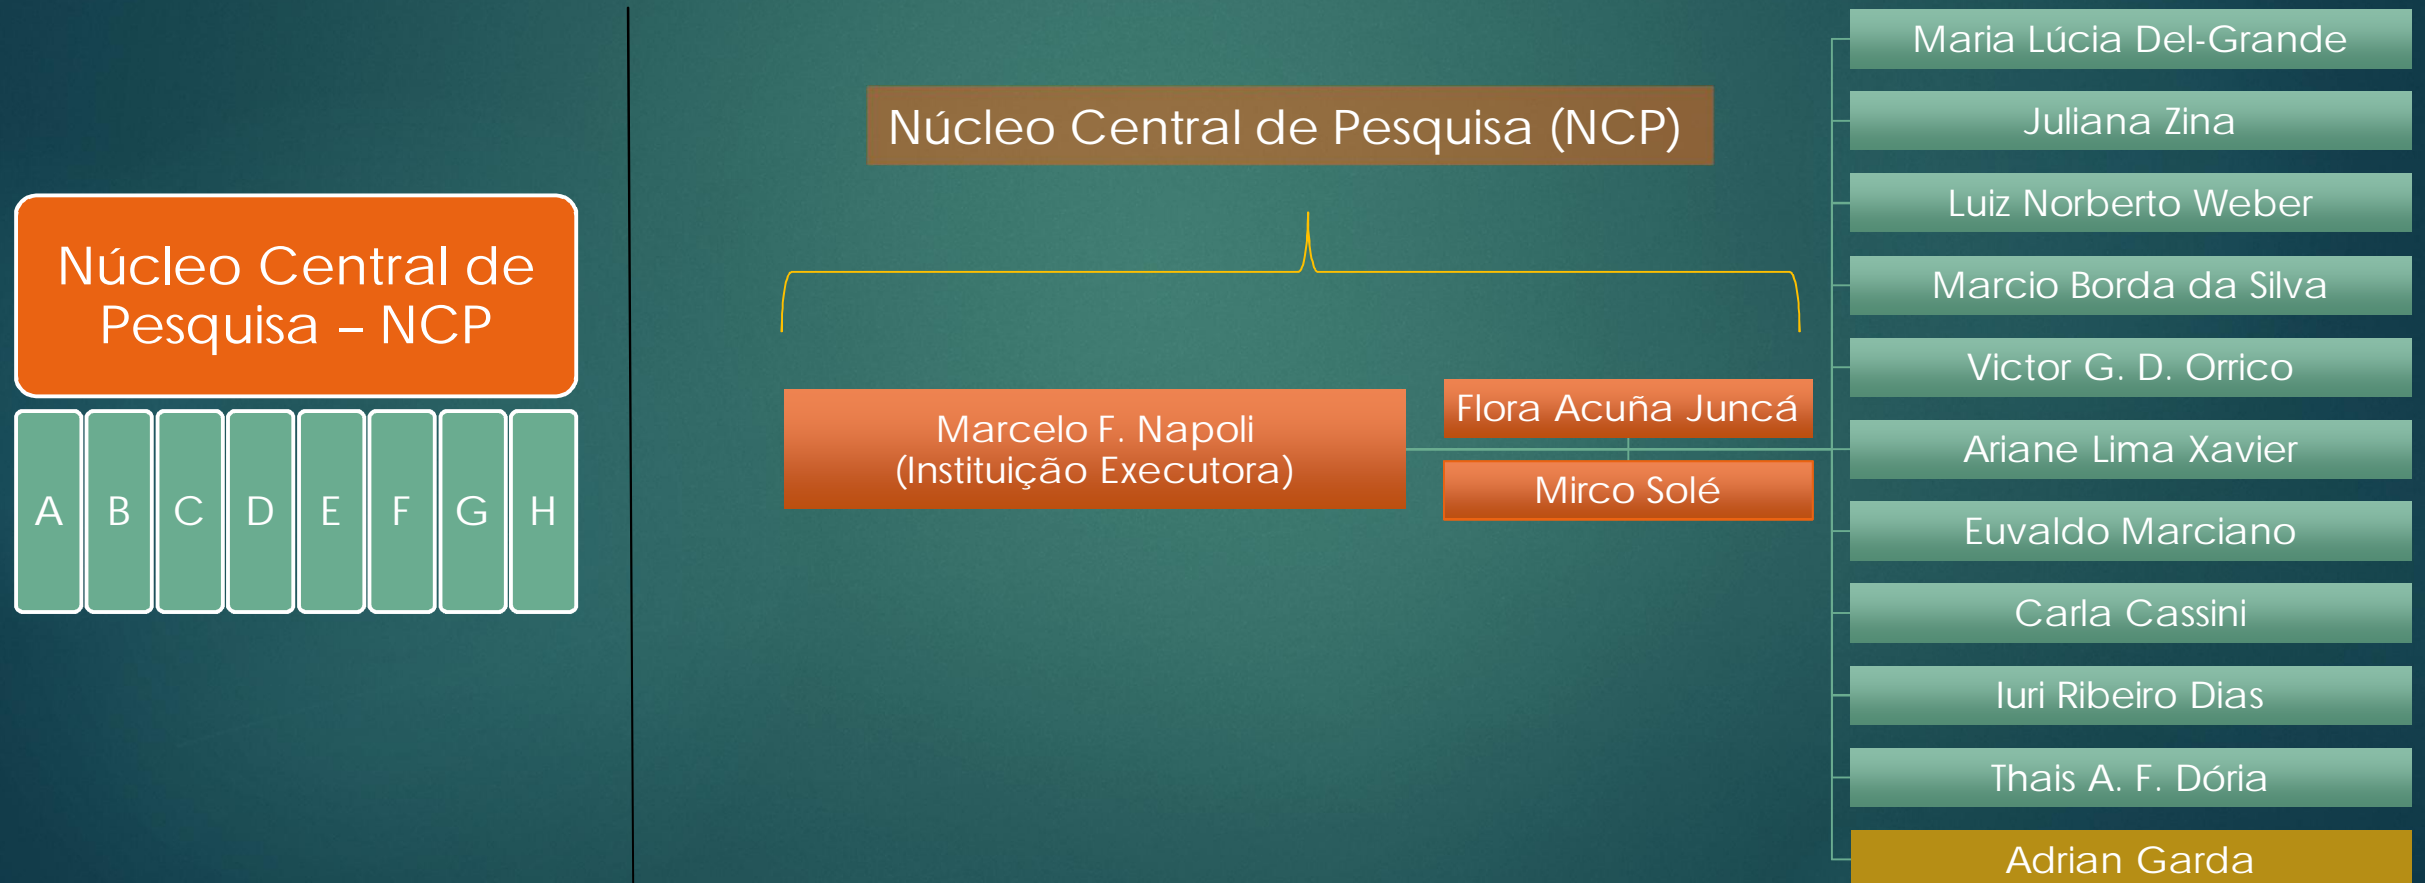 Núcleo Central de
Pesquisa – NCP
A B C D E F G H
Núcleo Central de Pesquisa (NCP)
Marcelo F. Napoli
(Instituição Executora)
Flora Acuña Juncá
Mirco Solé
Maria Lúcia Del-Grande
Juliana Zina
Luiz Norberto Weber
Marcio Borda da Silva
Victor G. D. Orrico
Ariane Lima Xavier
Euvaldo Marciano
Carla Cassini
Iuri Ribeiro Dias
Thais A. F. Dória
Adrian Garda